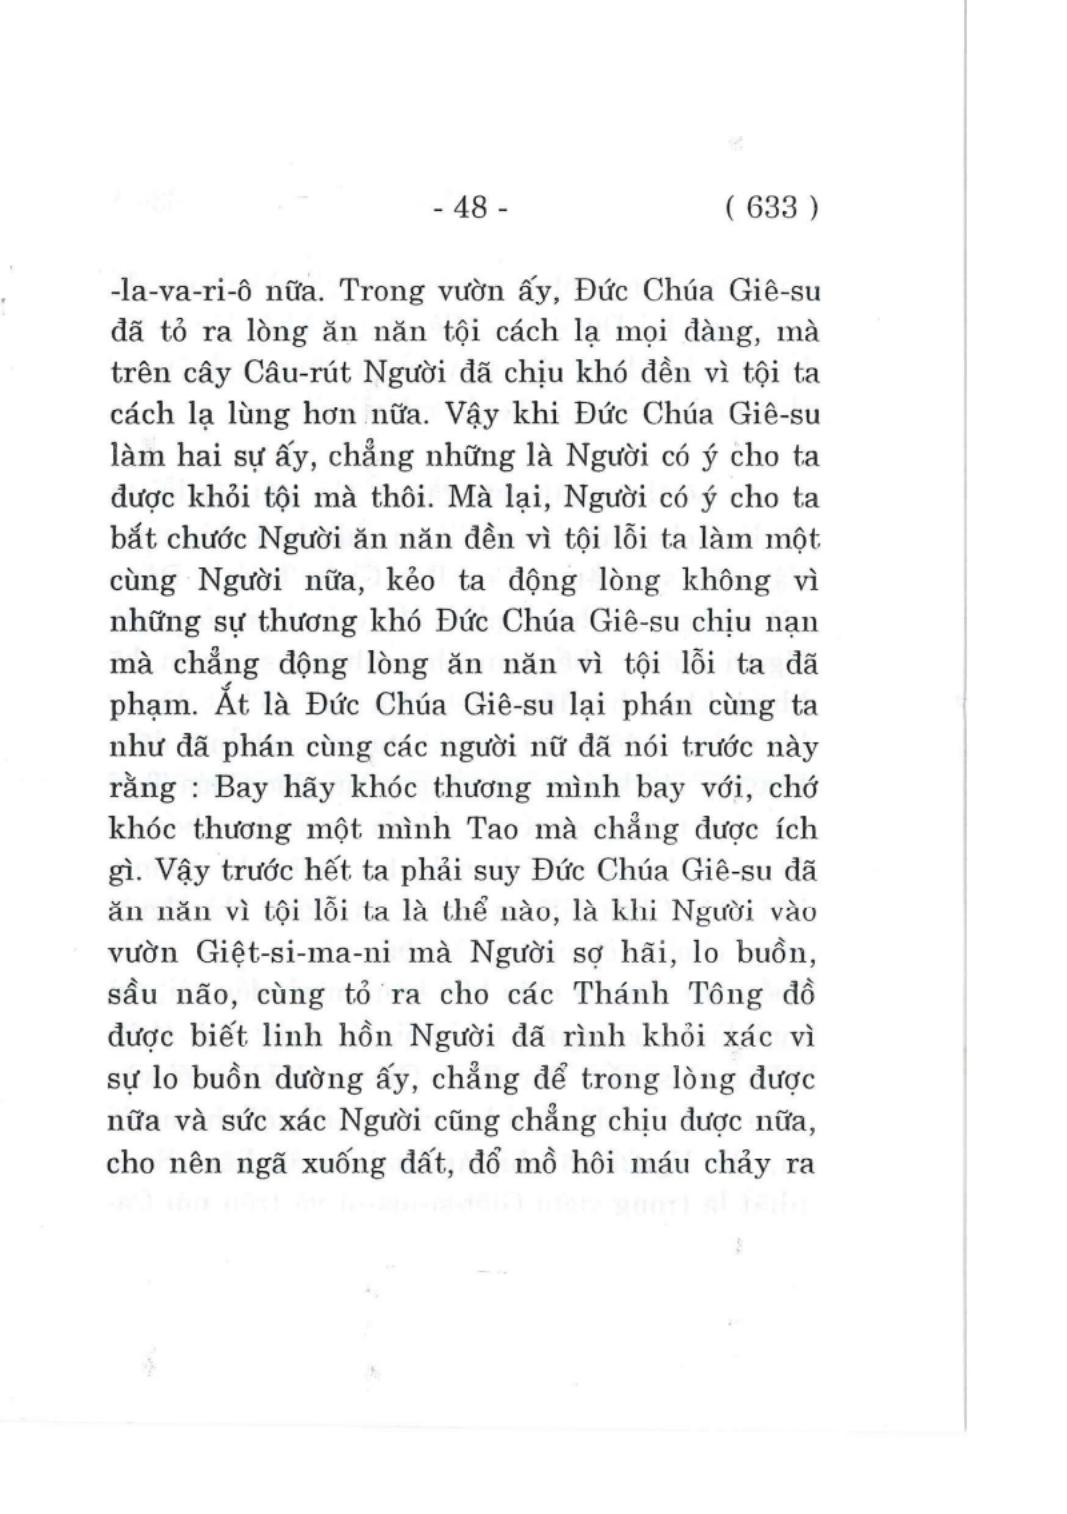 - 48 - ( 633 )
-la-va-ri-ô nữa. Trong vườn ấy, Đức Chúa Giê-su
đã tỏ ra lòng ăn năn tội cách lạ mọi đàng, mà
trên cây Câu-rút Người đã chịu khó đền vì tội ta
cách lạ lùng hơn nữa. Vậy khi Đức Chúa Giê-su
làm hai sự ấy, chẳng những là Người có ý cho ta
được khỏi tội mà thôi. Mà lại, Người có ý cho ta
bắt chước Người ăn năn đền vì tội lỗi ta làm một
cùng Người nữa, kẻo ta động lòng không vì
những sự thương khó Đức Chúa Giê-su chịu nạn
mà chẳng động lòng ăn năn vì tội lỗi ta đã
phạm. Ắt là Đức Chúa Giê-su lại phán cùng ta
như đã phán cùng các người nữ đã nói trước này
rằng : Bay hãy khóc thương mình bay với, chớ
khóc thương một mình Tao mà chẳng được ích
gì. Vậy trước hết ta phải suy Đức Chúa Giê-su đã
ăn năn vì tội lỗi ta là thể nào, là khi Người vào
vườn Giệt-si-ma-ni mà Người sợ hãi, lo buồn,
sầu não, cùng tỏ ra cho các Thánh Tông đồ
được biết linh hồn Người đã rình khỏi xác vì
sự lo buồn dường ấy, chẳng để trong lòng được
nữa và sức xác Người cũng chẳng chịu được nữa,
cho nên ngã xuống đất, đổ mồ hôi máu chảy ra